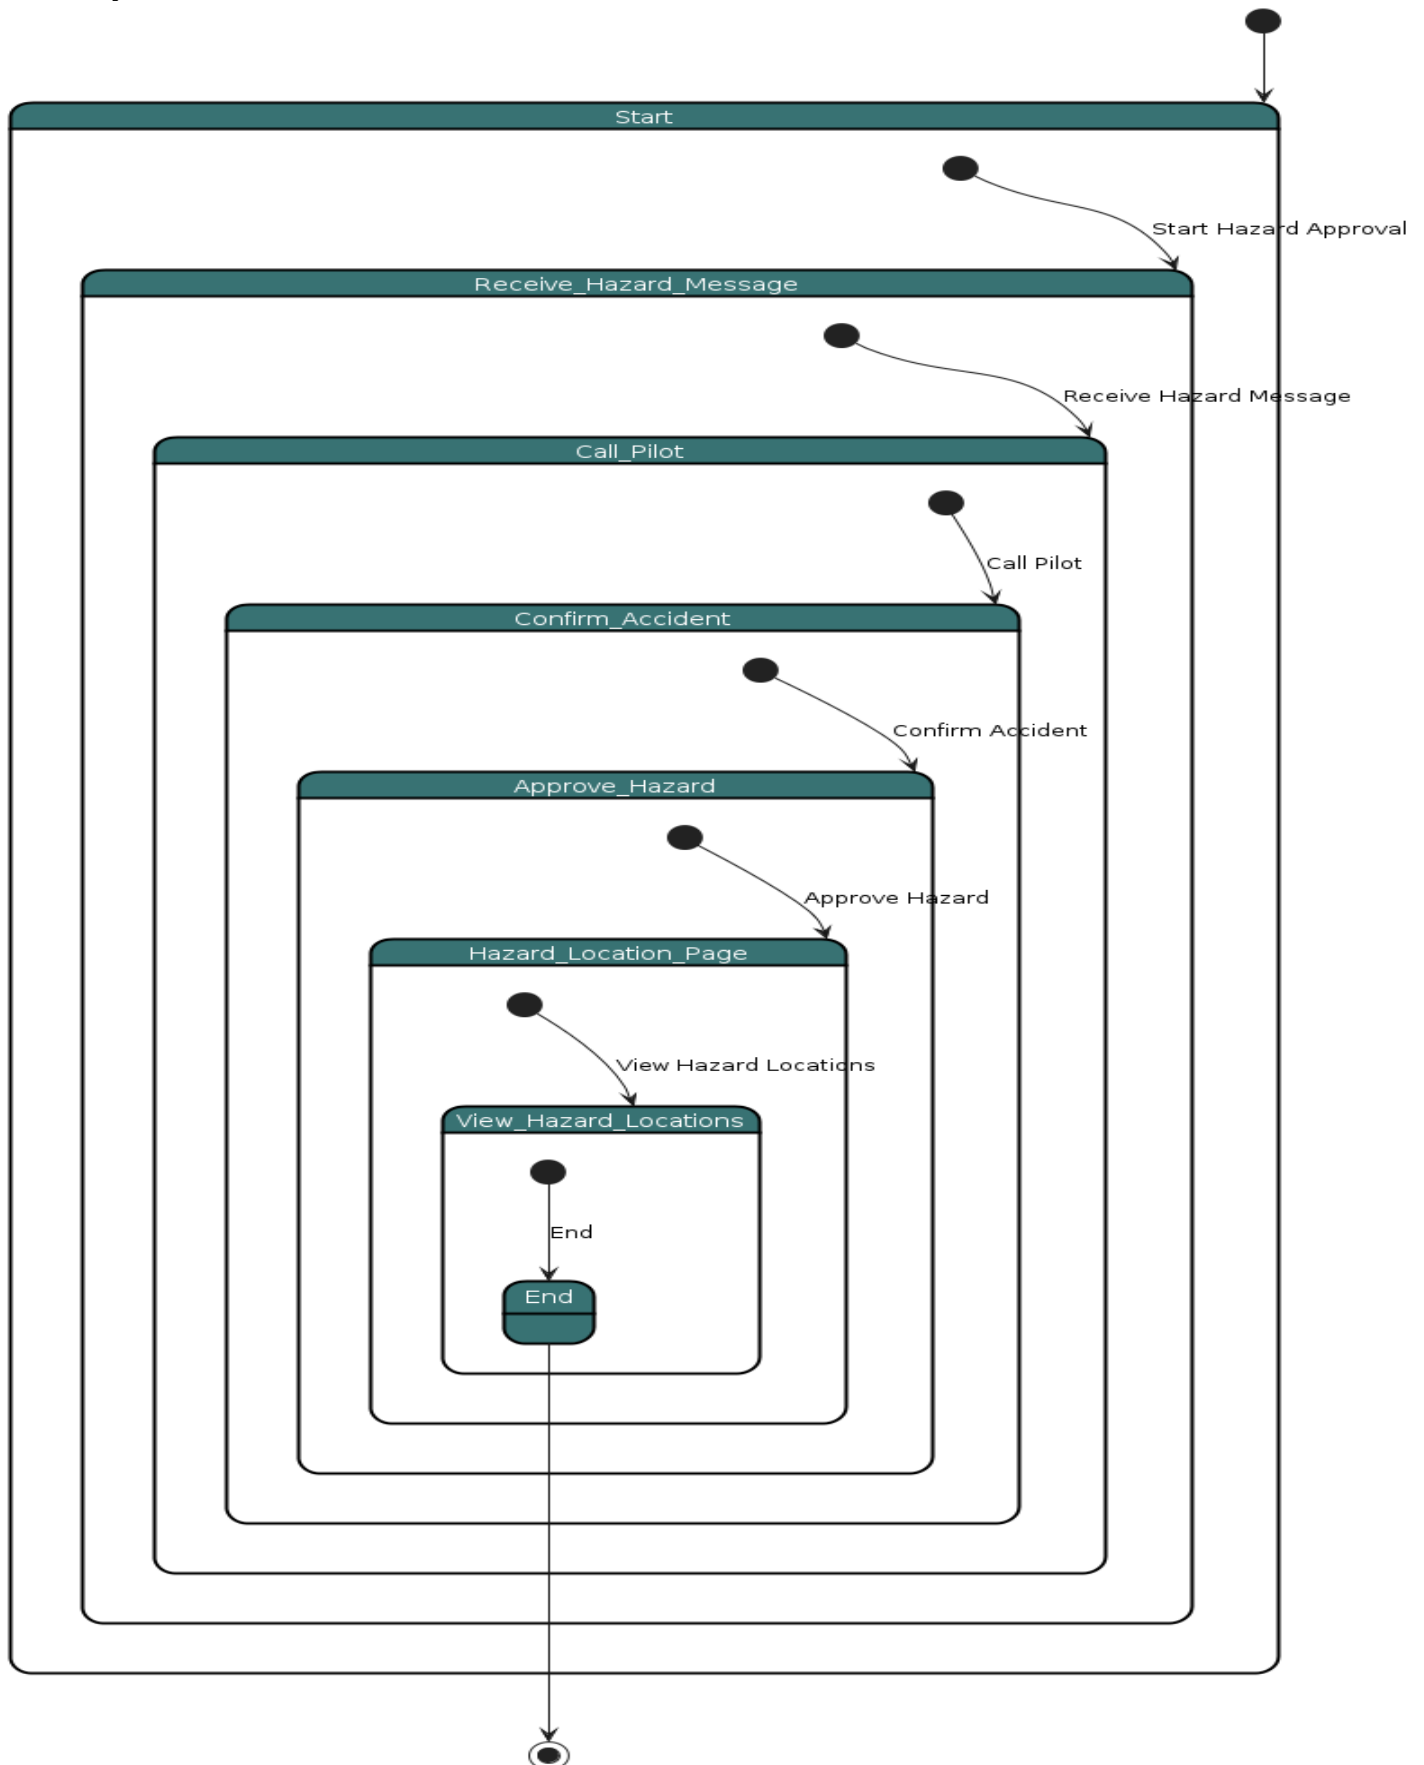 Start
Start Hazard Approval
Receive_Hazard_Message
Receive Hazard Message
Call_Pilot
Call Pilot
Confirm_Accident
Confirm Accident
Approve_Hazard
Approve Hazard
Hazard_Location_Page
View Hazard Locations
View_Hazard_Locations
End
End